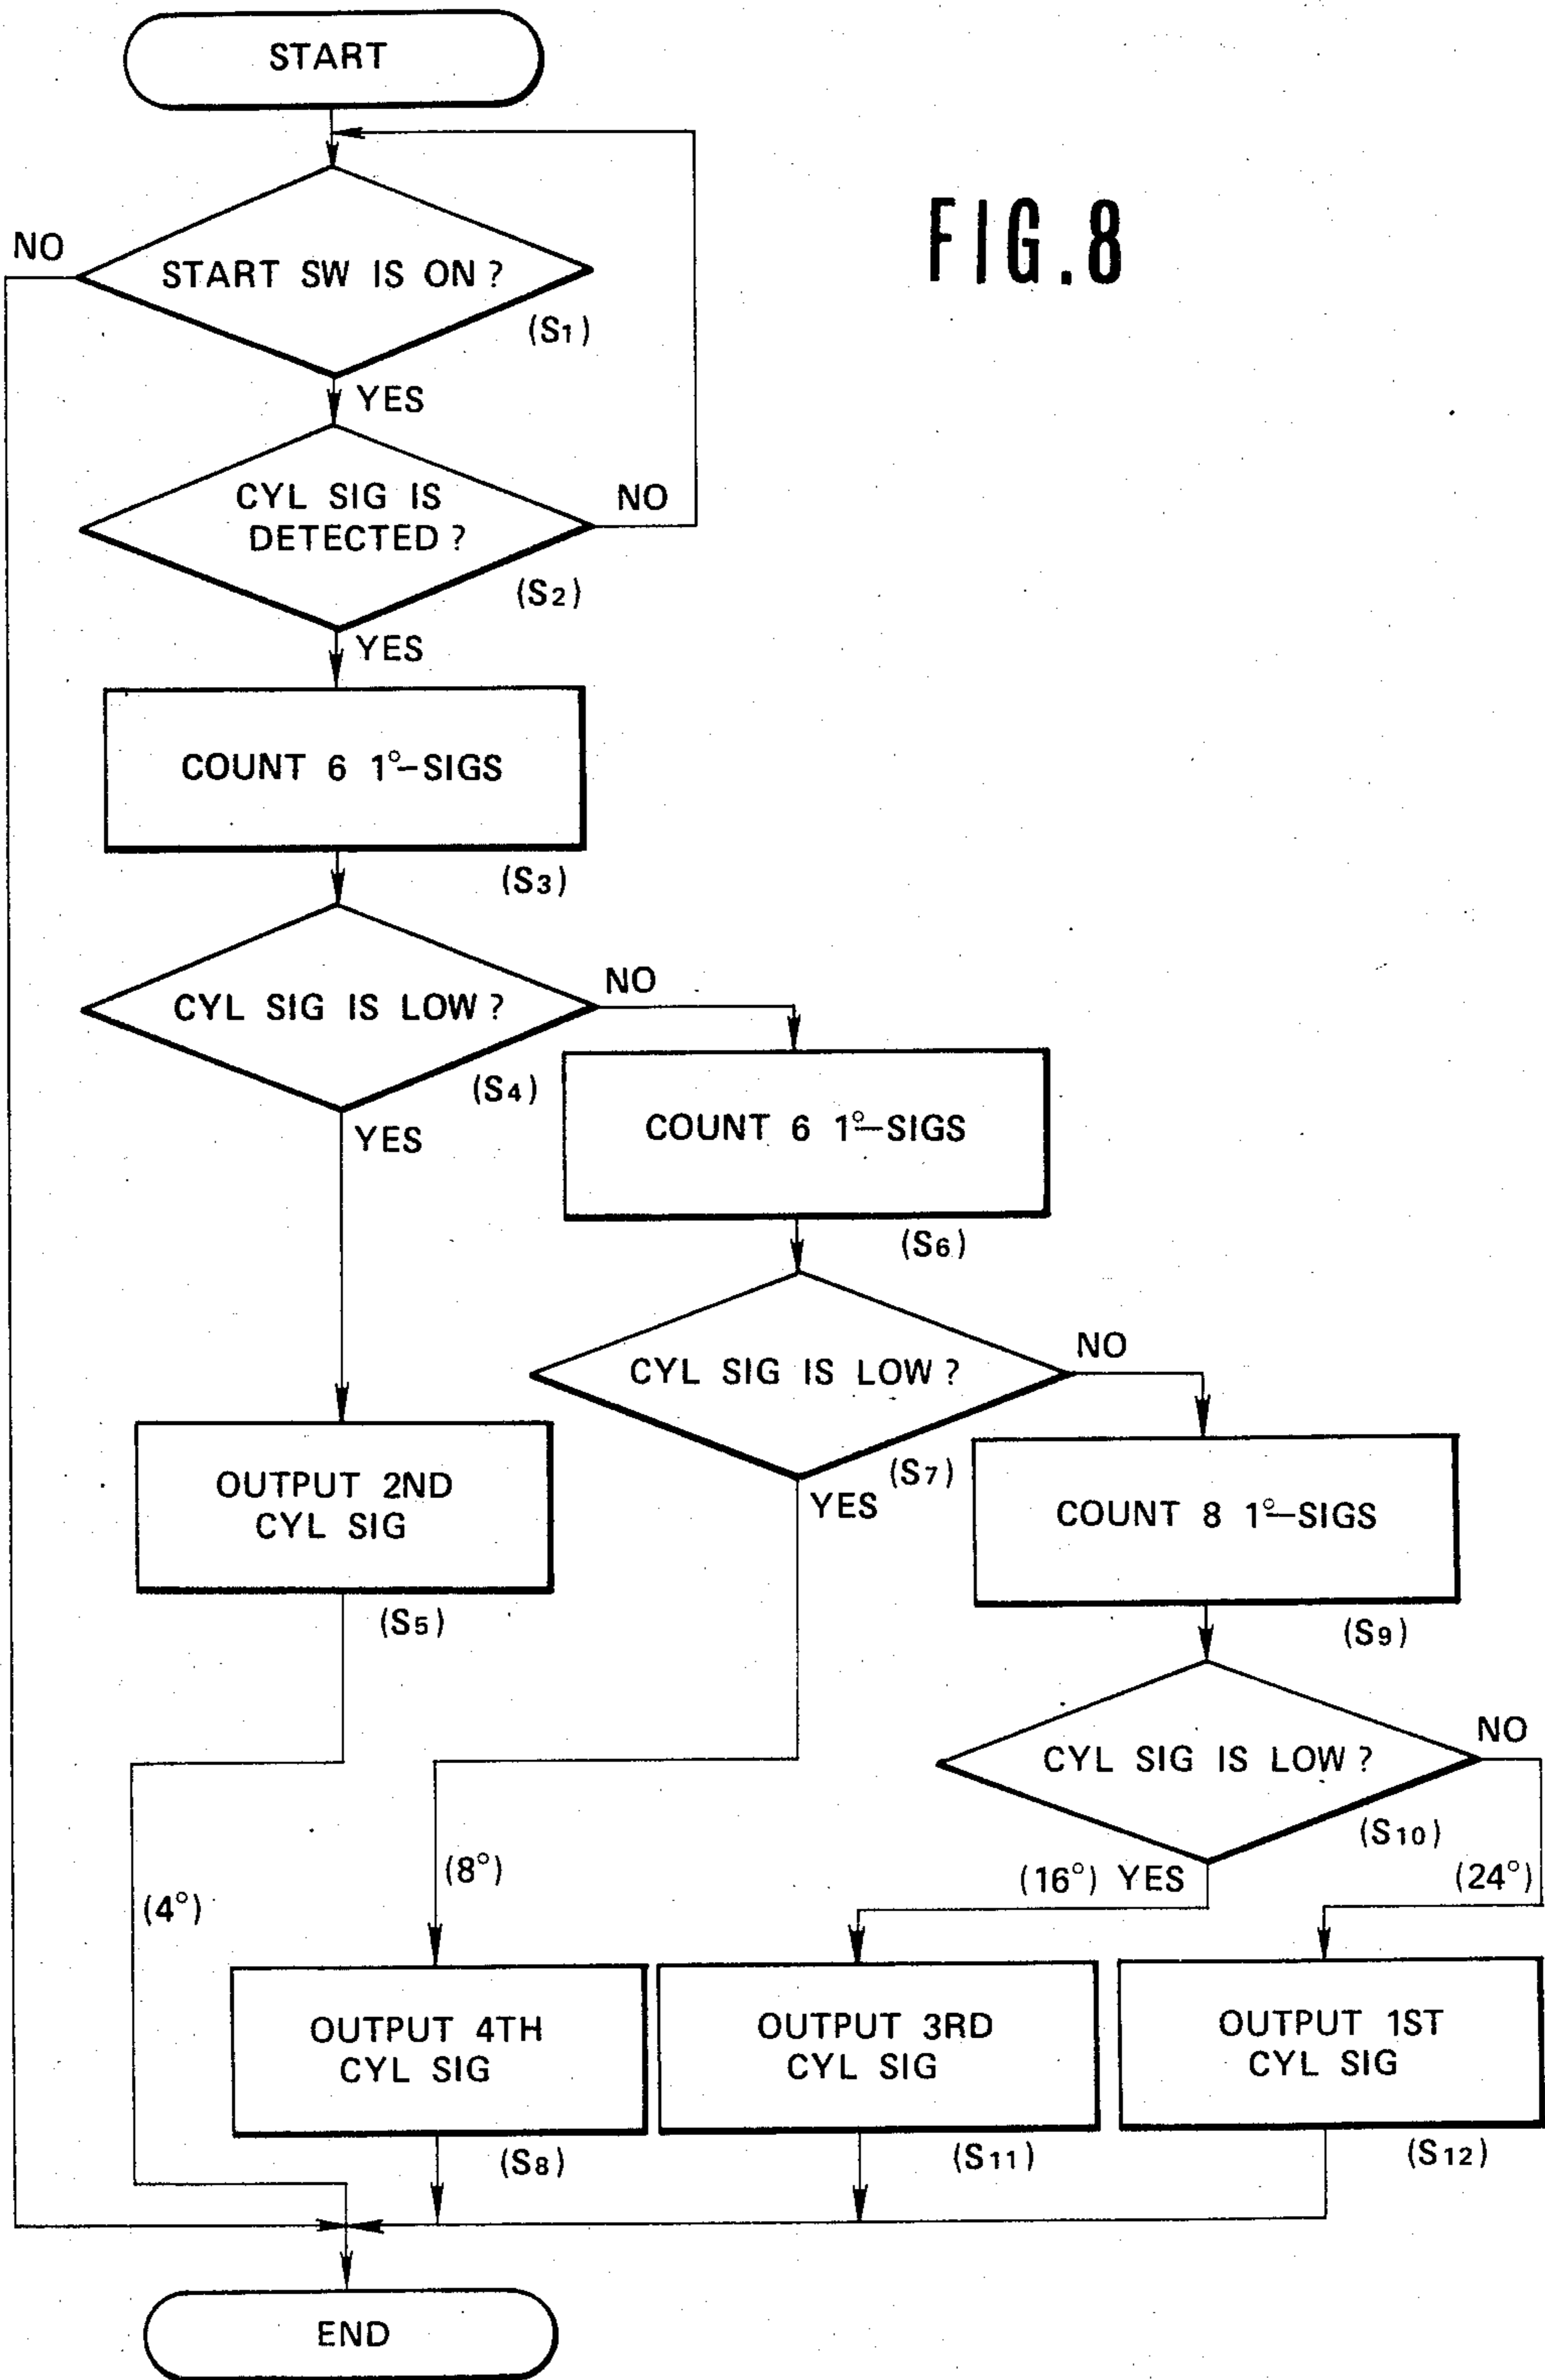 START
FIG.8
NO
START SW IS ON?
(S1)
YES
CYL SIG IS
DETECTED?
NO
(S2)
YES
COUNT 6 1°-SIGS
(S3)
CYL SIG IS LOW?
NO
(S4)
YES
COUNT 6 1°-SIGS
(S6)
CYL SIG IS LOW?
NO
(S7)
YES
OUTPUT 2ND
CYL SIG
(S5)
COUNT 8 1°-SIGS
(S9)
CYL SIG IS LOW?
NO
(S10)
(4°)
(8°)
(16°) YES
(24°)
OUTPUT 4TH
CYL SIG
(S8)
OUTPUT 3RD
CYL SIG
(S11)
OUTPUT 1ST
CYL SIG
(S12)
END